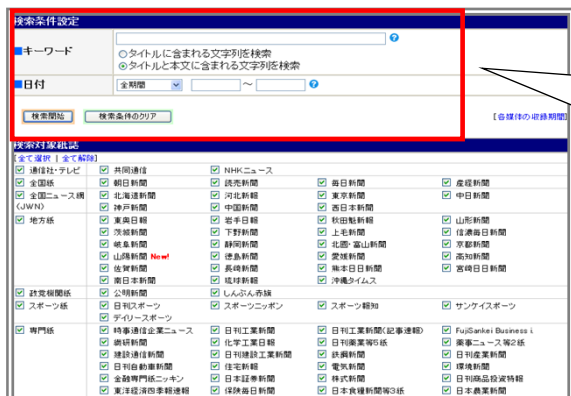 検索条件設定
■キーワード
○タイトルに含まれる文字列を検索
⊙タイトルと本文に含まれる文字列を検索
■日付 全期間 ～
検索開始 検索条件のクリア [各媒体の収録期間]
検索対象紙誌
[全て選択 | 全て解除]
通信社・テレビ 共同通信 NHKニュース
全国紙 朝日新聞 読売新聞 毎日新聞 産経新聞
全国ニュース網 北海道新聞 河北新報 東京新聞 中日新聞
(JWN) 神戸新聞 中国新聞 西日本新聞
地方紙 東奥日報 岩手日報 秋田魁新報 山形新聞
茨城新聞 下野新聞 上毛新聞 信濃毎日新聞
岐阜新聞 静岡新聞 北國・富山新聞 京都新聞
山陽新聞 New! 徳島新聞 愛媛新聞 高知新聞
佐賀新聞 長崎新聞 熊本日日新聞 宮崎日日新聞
南日本新聞 琉球新報 沖縄タイムス
政党機関紙 公明新聞 しんぶん赤旗
スポーツ紙 日刊スポーツ スポーツニッポン スポーツ報知 サンケイスポーツ
デイリースポーツ
専門紙 時事通信企業ニュース 日刊工業新聞 日刊工業新聞(記事速報) FujiSankei Business i.
繊研新聞 化学工業日報 日刊薬業等5紙 薬事ニュース等2紙
建設通信新聞 日刊建設工業新聞 鉄鋼新聞 日刊産業新聞
日刊自動車新聞 住宅新報 電気新聞 環境新聞
金融専門紙ニッキン 日本証券新聞 株式新聞 日刊商品投資特報
東洋経済四季報速報 保険毎日新聞 日本食糧新聞等3紙 日本農業新聞